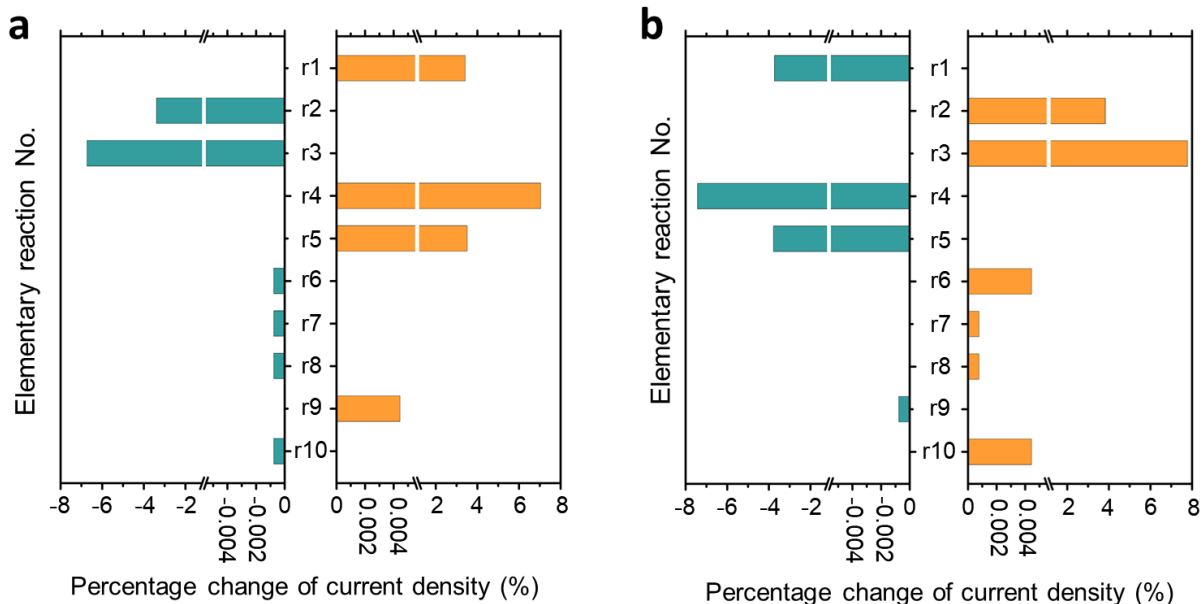 a
b
Elementary reaction No.
r1
r2
r3
r4
r5
r6
r7
r8
r9
r10
-8 -6 -4 -2 -0.004 -0.002 0
0 0.002 0.004 2 4 6 8
Percentage change of current density (%)
Elementary reaction No.
r1
r2
r3
r4
r5
r6
r7
r8
r9
r10
-8 -6 -4 -2 -0.004 -0.002 0
0 0.002 0.004 2 4 6 8
Percentage change of current density (%)